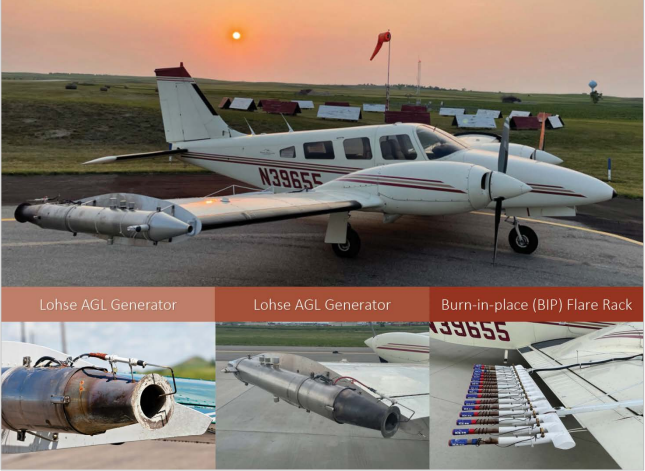 N39655
Lohse AGL Generator
Lohse AGL Generator
Burn-in-place (BIP) Flare Rack
N39655